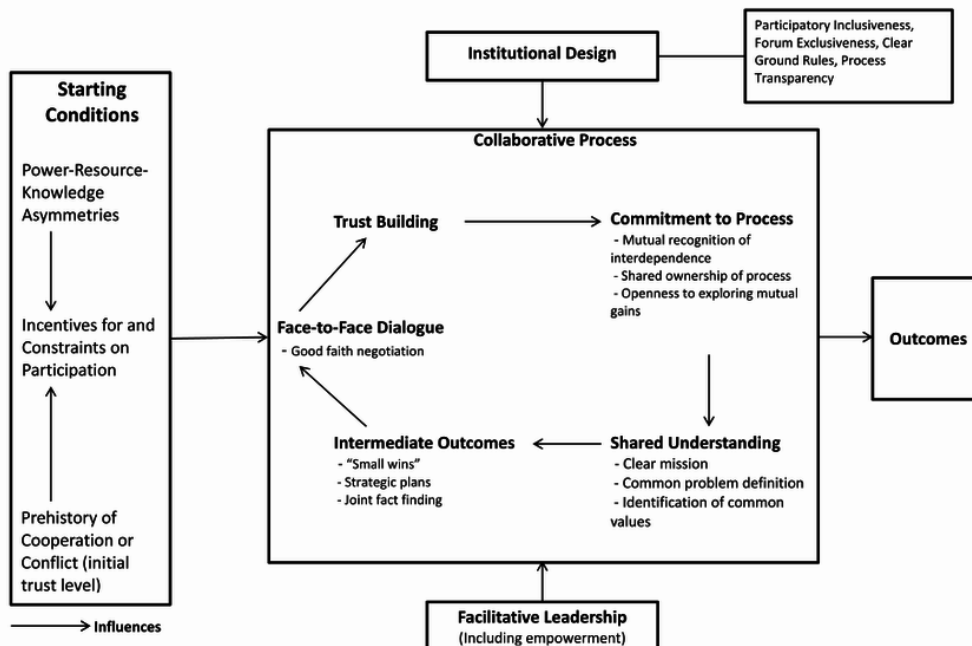 Participatory Inclusiveness,
Forum Exclusiveness, Clear
Ground Rules, Process
Transparency
Institutional Design
Starting
Conditions
Power-Resource-
Knowledge
Asymmetries
Incentives for and
Constraints on
Participation
Prehistory of
Cooperation or
Conflict (initial
trust level)
Influences
Collaborative Process
Trust Building
Commitment to Process
- Mutual recognition of
interdependence
- Shared ownership of process
- Openness to exploring mutual
gains
Face-to-Face Dialogue
- Good faith negotiation
Intermediate Outcomes
- “Small wins”
- Strategic plans
- Joint fact finding
Shared Understanding
- Clear mission
- Common problem definition
- Identification of common
values
Outcomes
Facilitative Leadership
(Including empowerment)